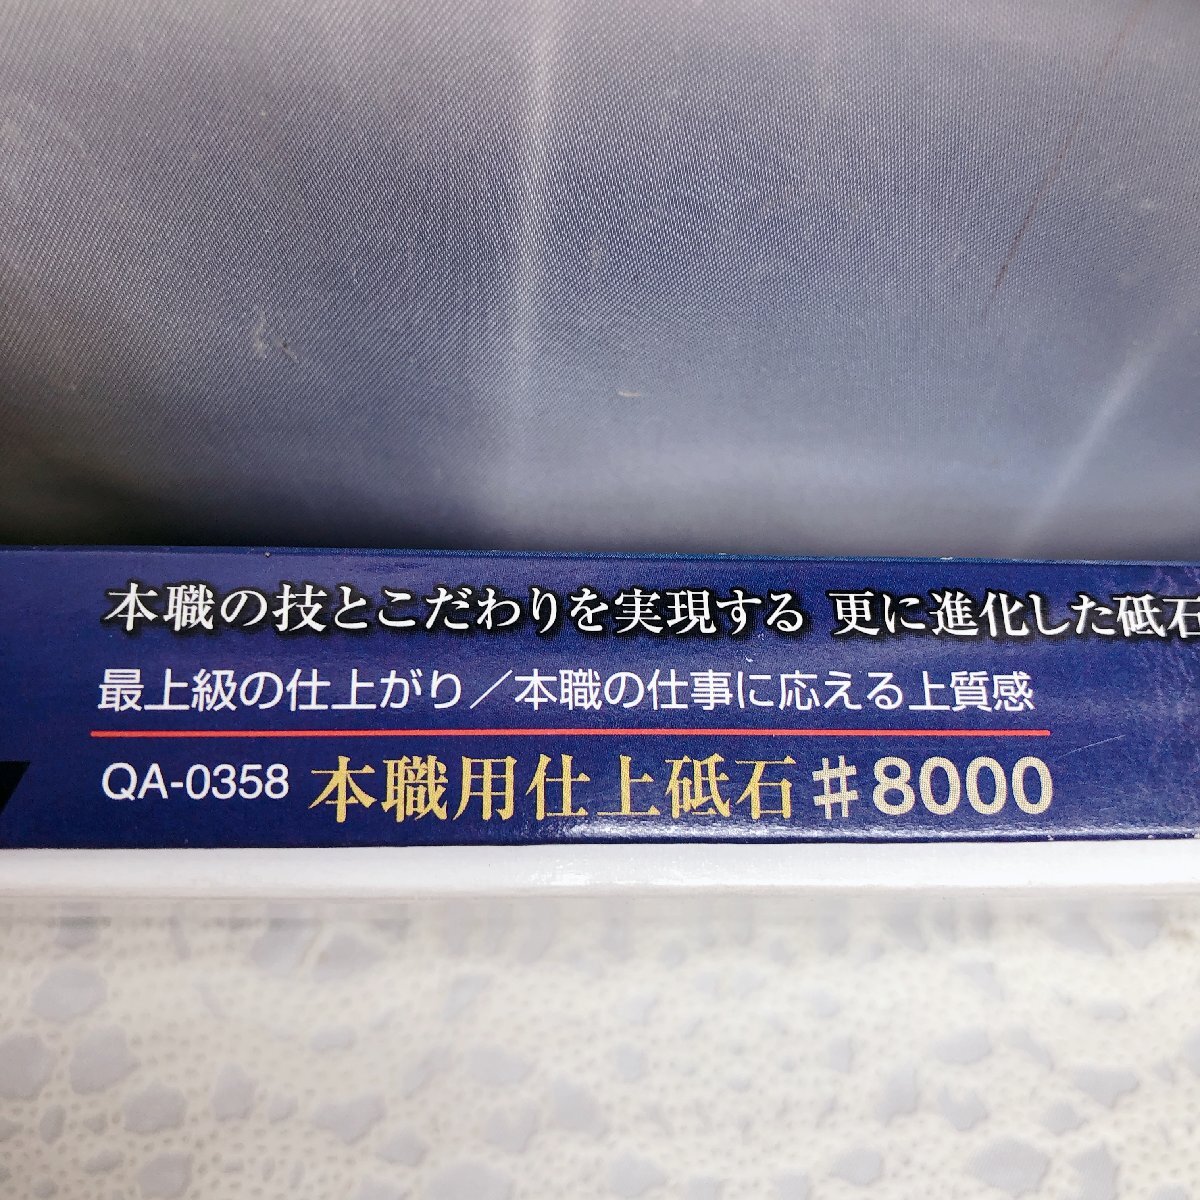 本職の技とこだわりを実現する 更に進化した砥石
最上級の仕上がり／本職の仕事に応える上質感
QA-0358 本職用仕上砥石 #8000